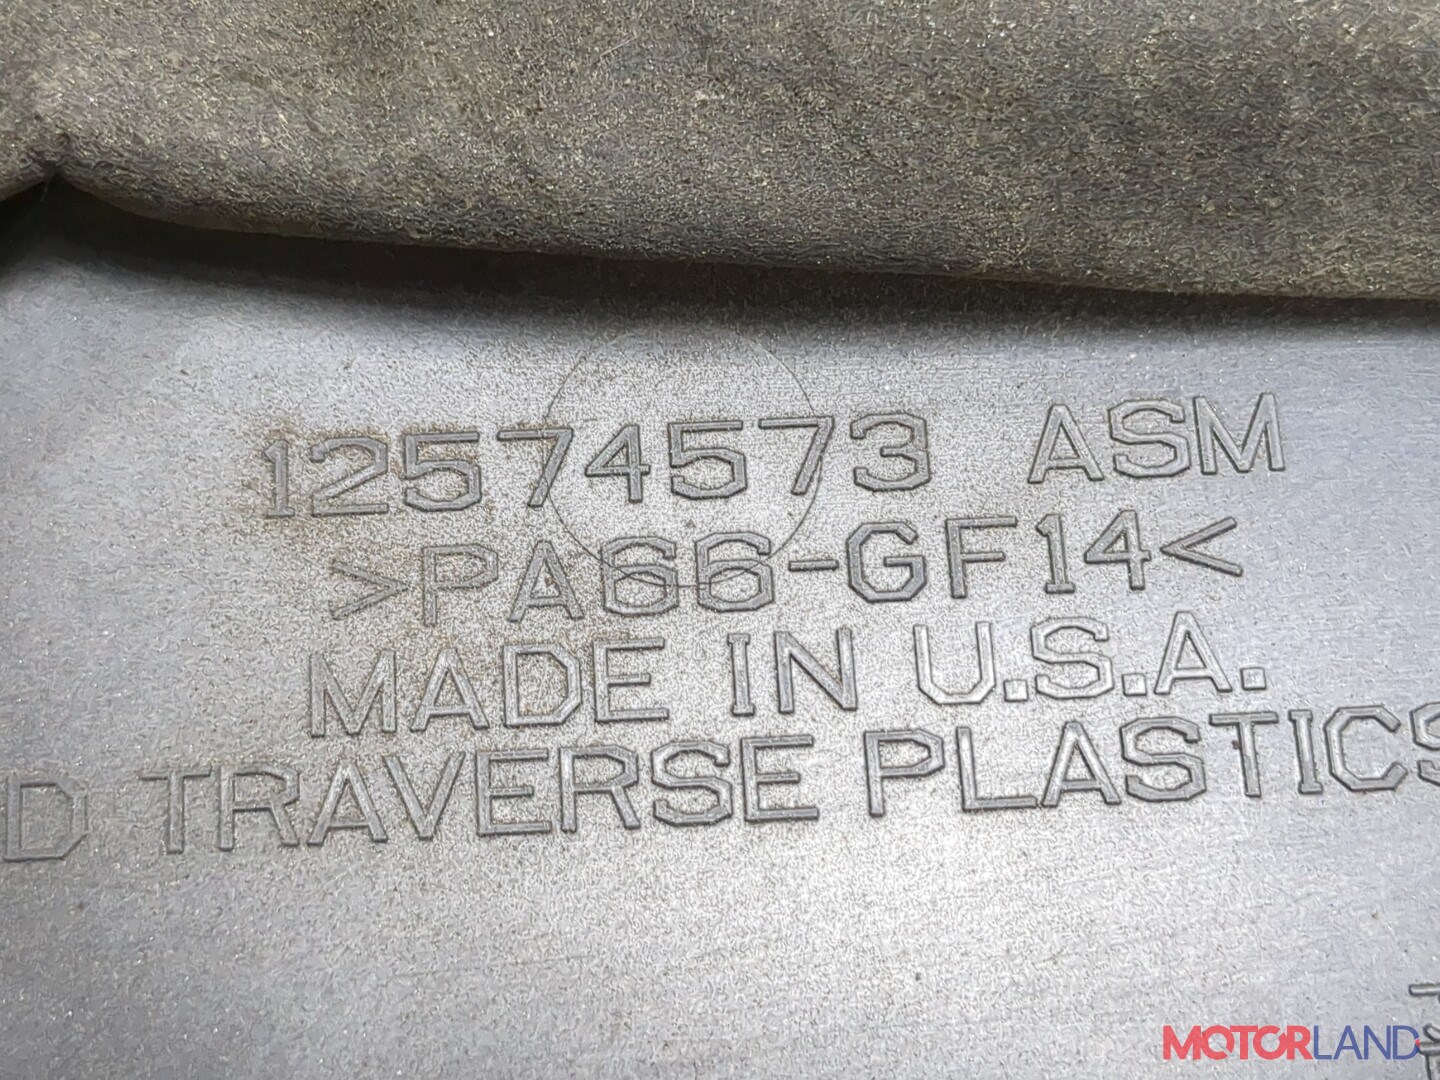 12574573 ASM
>PA66-GF14<
MADE IN U.S.A.
D TRAVERSE PLASTICS
MOTORLAND